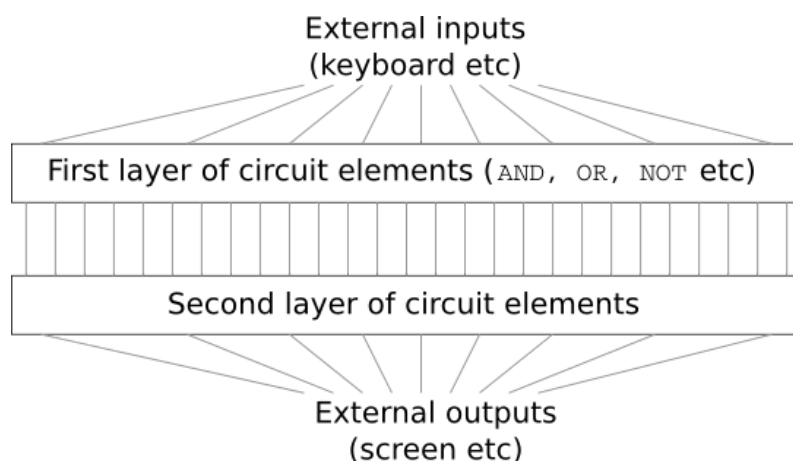 External inputs
(keyboard etc)
First layer of circuit elements (AND, OR, NOT etc)
Second layer of circuit elements
External outputs
(screen etc)